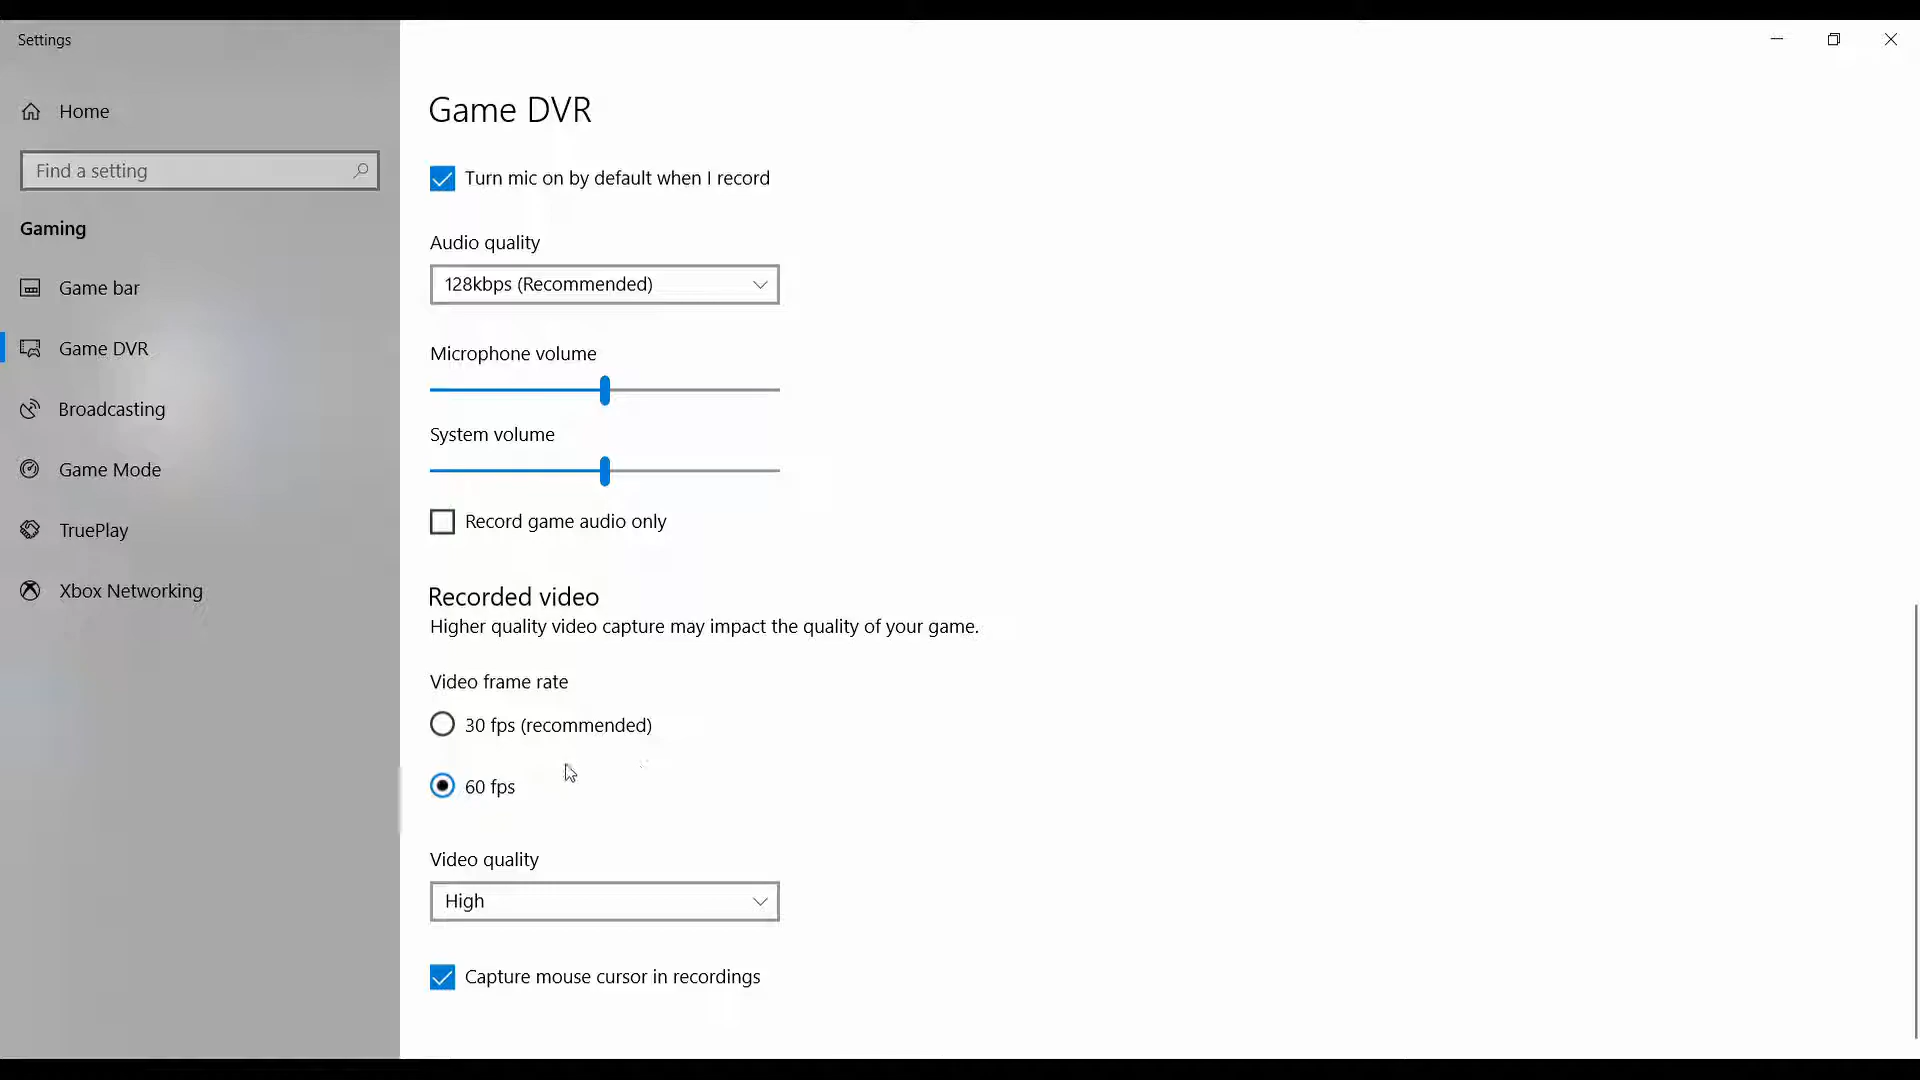 Settings
Home
Find a setting
Gaming
Game bar
Game DVR
Broadcasting
Game Mode
TruePlay
Xbox Networking
Game DVR
Turn mic on by default when I record
Audio quality
128kbps (Recommended)
Microphone volume
System volume
Record game audio only
Recorded video
Higher quality video capture may impact the quality of your game.
Video frame rate
30 fps (recommended)
60 fps
Video quality
High
Capture mouse cursor in recordings